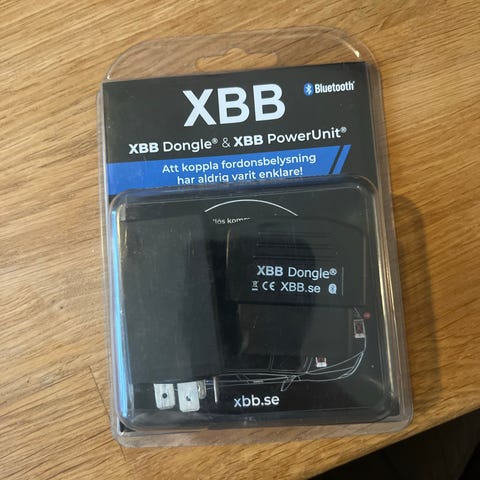 Bluetooth®
XBB
XBB Dongle® & XBB PowerUnit®
Att koppla fordonsbelysning
har aldrig varit enklare!
XBB Dongle®
CE XBB.se
xbb.se